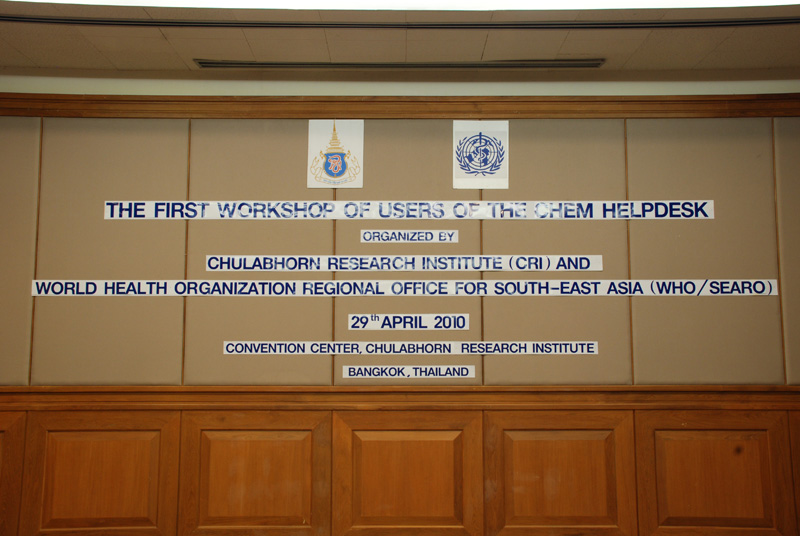 THE FIRST WORKSHOP OF USERS OF THE CHEM HELPDESK
ORGANIZED BY
CHULABHORN RESEARCH INSTITUTE (CRI) AND
WORLD HEALTH ORGANIZATION REGIONAL OFFICE FOR SOUTH-EAST ASIA (WHO/SEARO)
29th APRIL 2010
CONVENTION CENTER, CHULABHORN RESEARCH INSTITUTE
BANGKOK, THAILAND